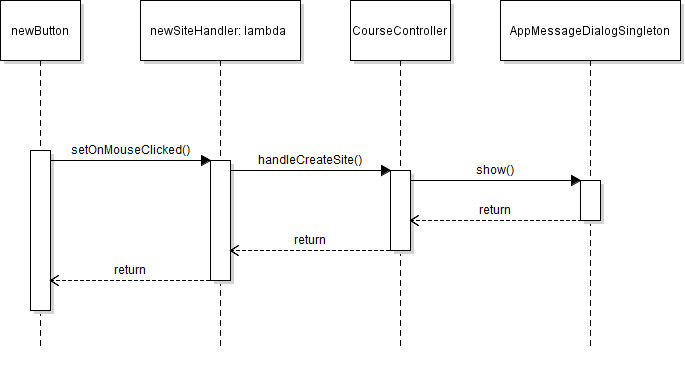 newButton
newSiteHandler: lambda
CourseController
AppMessageDialogSingleton
setOnMouseClicked()
handleCreateSite()
show()
return
return
return